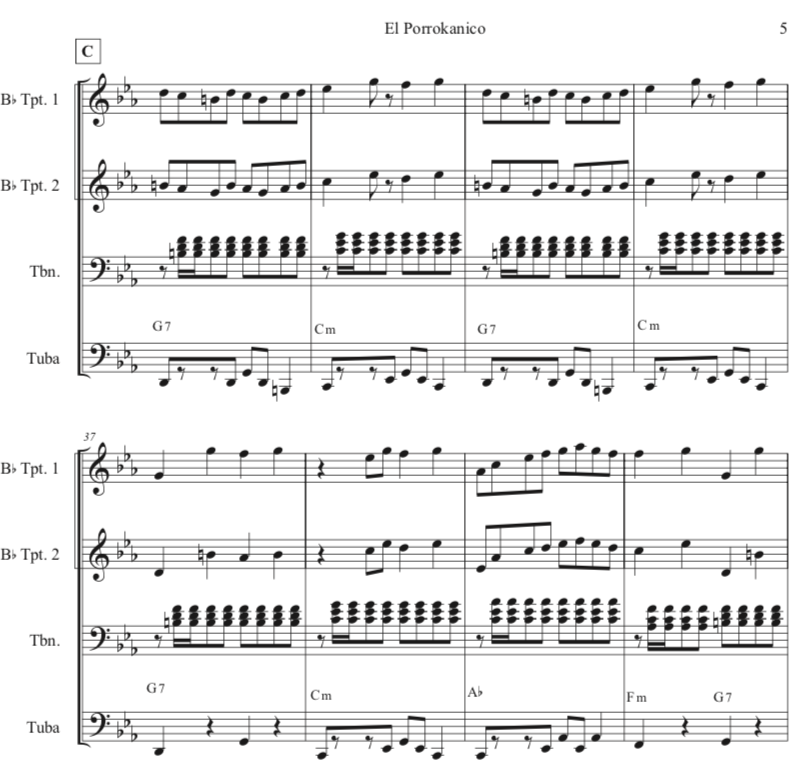 El Porrokanico 5
C
B♭ Tpt. 1
B♭ Tpt. 2
Tbn.
G7 Cm G7 Cm
Tuba
37
B♭ Tpt. 1
B♭ Tpt. 2
Tbn.
G7 Cm A♭ Fm G7
Tuba